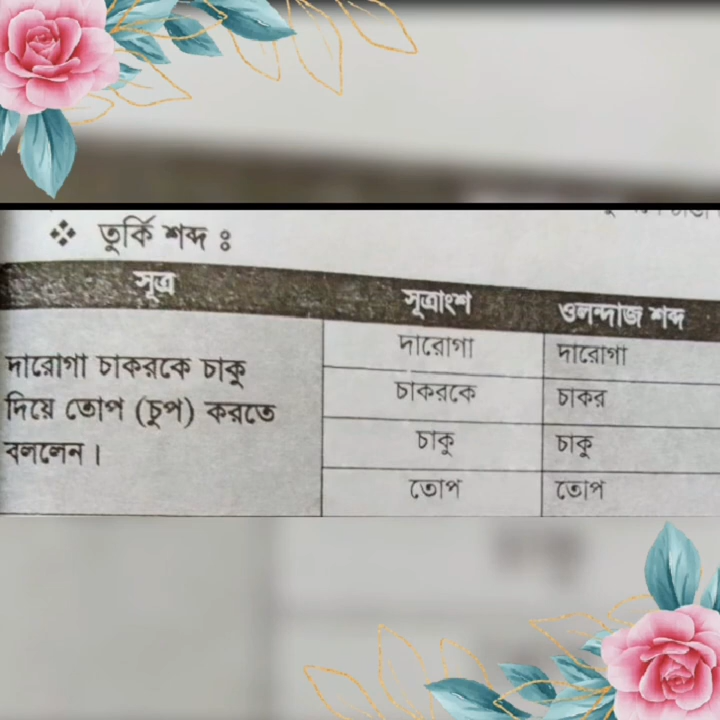 ❖ তুর্কি শব্দ ঃ
সূত্র সূত্রাংশ ওলন্দাজ শব্দ
দারোগা চাকরকে চাকু
দিয়ে তোপ (চুপ) করতে
বললেন।
দারোগা দারোগা
চাকরকে চাকর
চাকু চাকু
তোপ তোপ